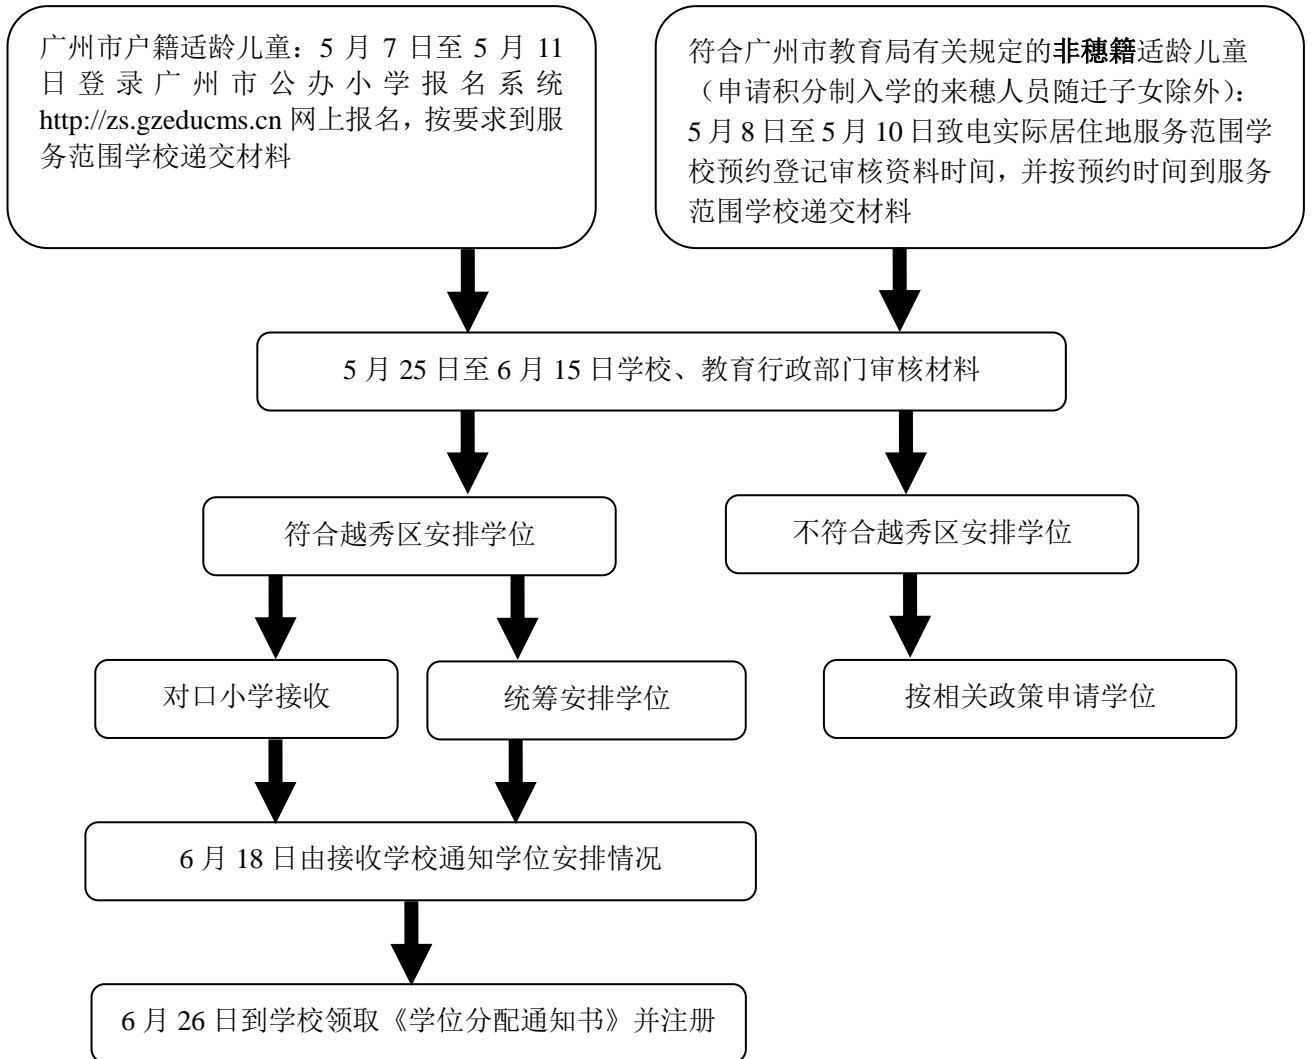 广州市户籍适龄儿童：5 月 7 日至 5 月 11
日登录广州市公办小学报名系统
http://zs.gzeducms.cn 网上报名，按要求到服
务范围学校递交材料
符合广州市教育局有关规定的非穗籍适龄儿童
（申请积分制入学的来穗人员随迁子女除外）：
5 月 8 日至 5 月 10 日致电实际居住地服务范围学
校预约登记审核资料时间，并按预约时间到服务
范围学校递交材料
5 月 25 日至 6 月 15 日学校、教育行政部门审核材料
符合越秀区安排学位
不符合越秀区安排学位
对口小学接收
统筹安排学位
按相关政策申请学位
6 月 18 日由接收学校通知学位安排情况
6 月 26 日到学校领取《学位分配通知书》并注册